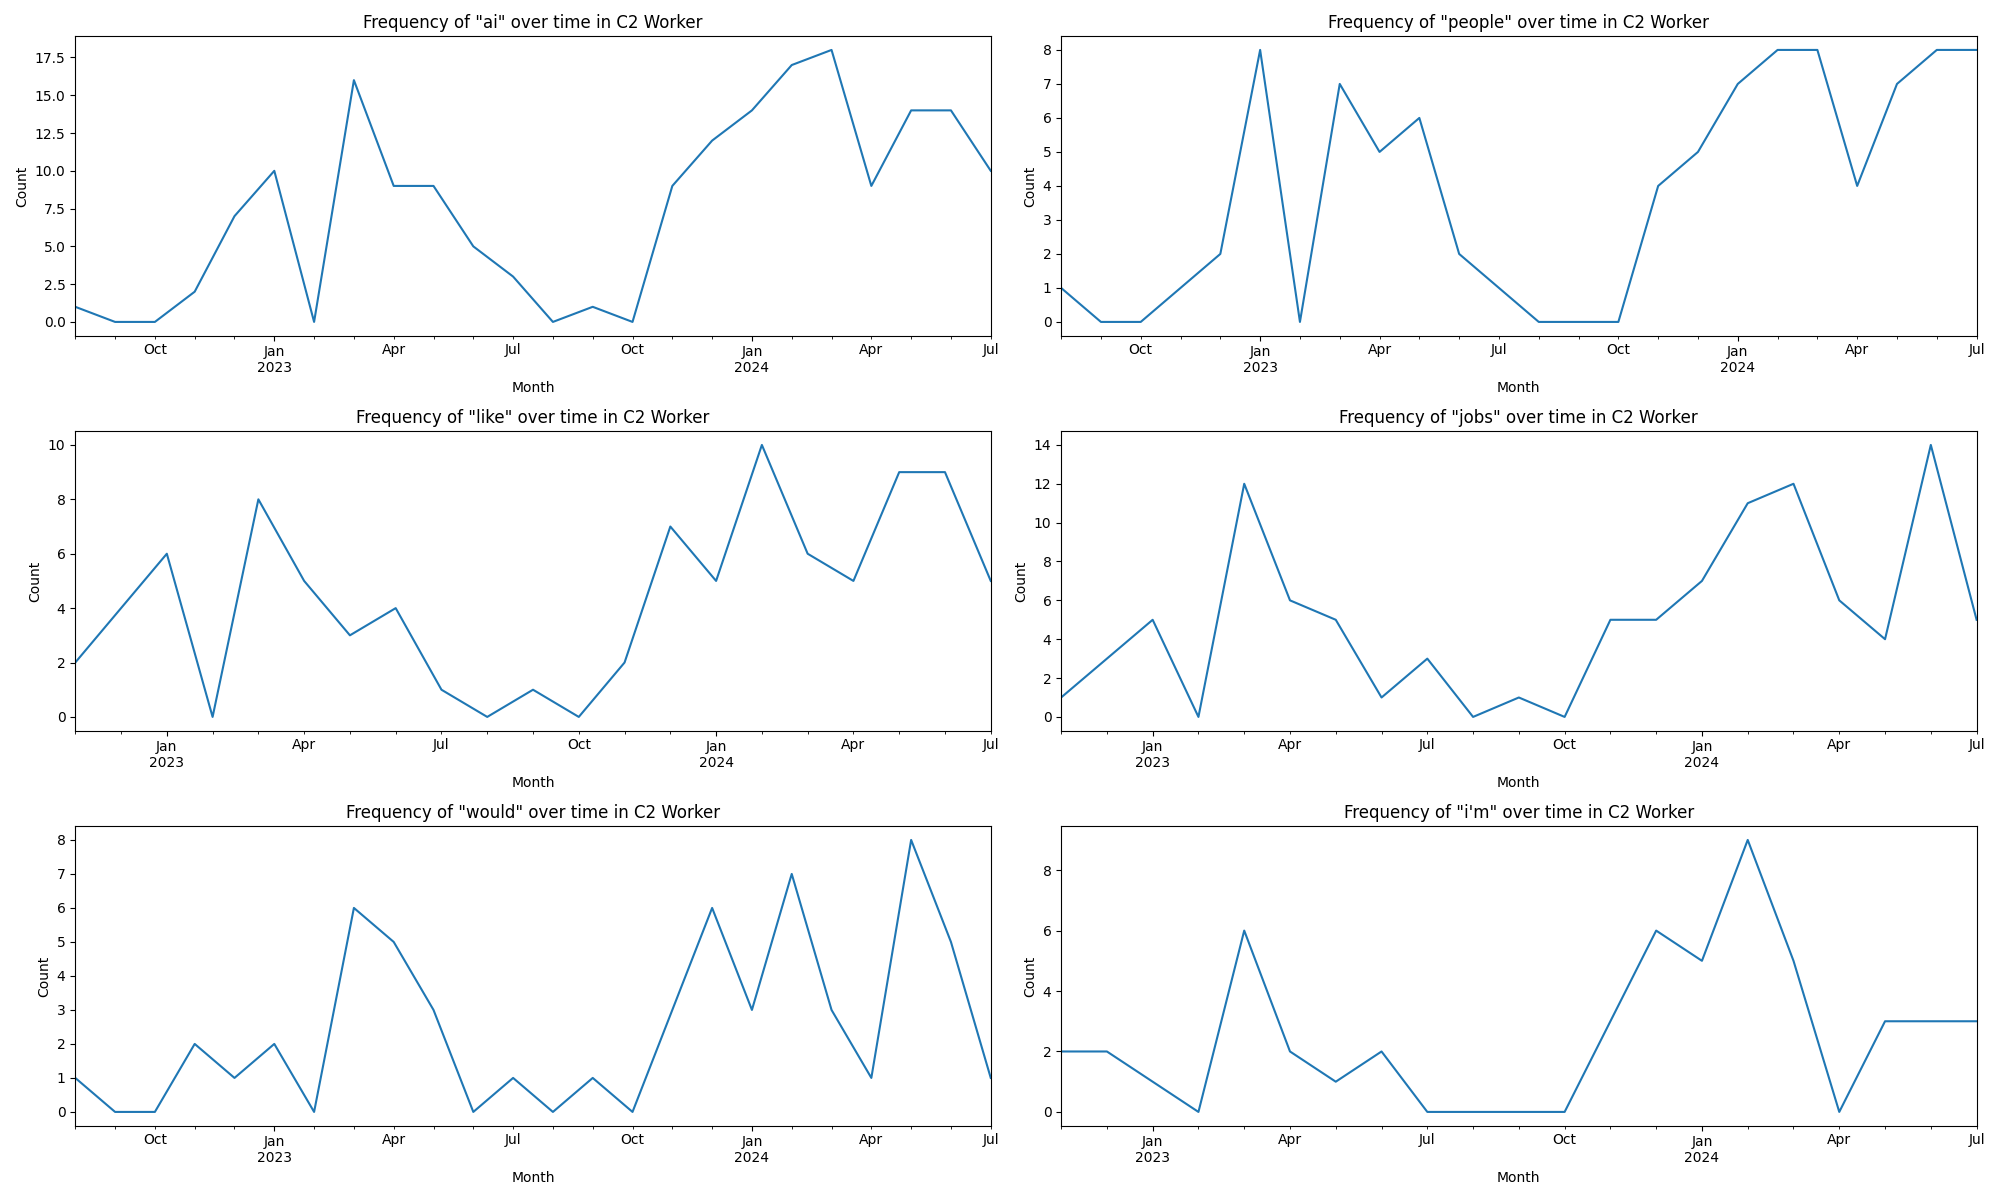 Frequency of "ai" over time in C2 Worker
17.5
15.0
12.5
10.0
7.5
5.0
2.5
0.0
Count
Oct Jan Apr Jul Oct Jan Apr Jul
2023 2024
Month
Frequency of "people" over time in C2 Worker
8
7
6
5
4
3
2
1
0
Count
Oct Jan Apr Jul Oct Jan Apr Jul
2023 2024
Month
Frequency of "like" over time in C2 Worker
10
8
6
4
2
0
Count
Jan Apr Jul Oct Jan Apr Jul
2023 2024
Month
Frequency of "jobs" over time in C2 Worker
14
12
10
8
6
4
2
0
Count
Jan Apr Jul Oct Jan Apr Jul
2023 2024
Month
Frequency of "would" over time in C2 Worker
8
7
6
5
4
3
2
1
0
Count
Oct Jan Apr Jul Oct Jan Apr Jul
2023 2024
Month
Frequency of "i'm" over time in C2 Worker
8
6
4
2
0
Count
Jan Apr Jul Oct Jan Apr Jul
2023 2024
Month